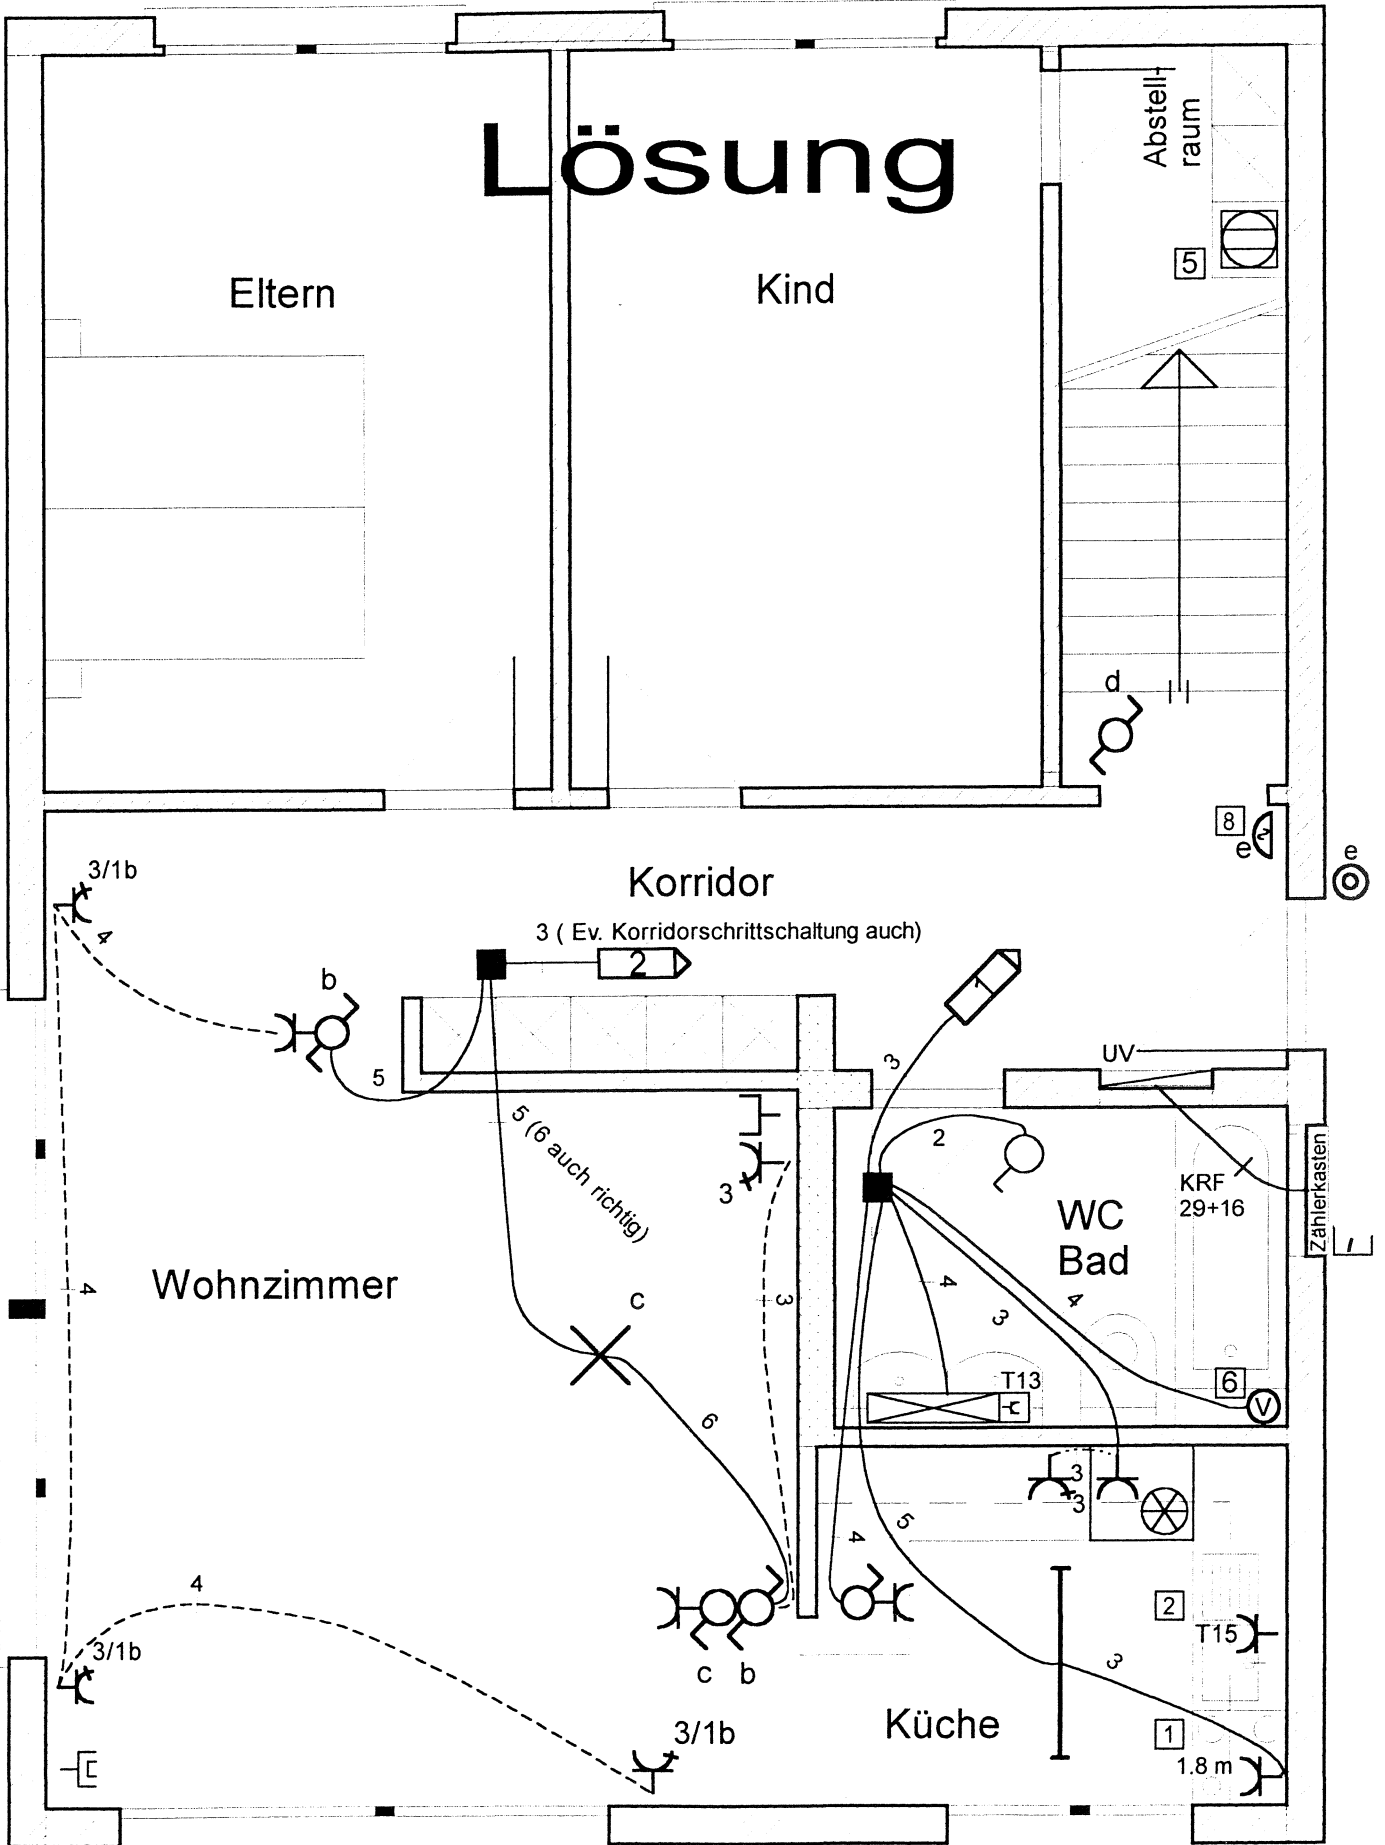 Lösung
Abstell-
raum
5
Eltern
Kind
d
8
e
e
3/1b
Korridor
4
3 ( Ev. Korridorschrittschaltung auch)
b
2
1
5
3
UV
5 (6 auch richtig)
2
3
KRF
29+16
Zählerkasten
WC
Bad
Wohnzimmer
4
c
3
4
3
4
T13
6
V
6
3
3
5
4
4
2
T15
3/1b
c
b
3
Küche
3/1b
1
1.8 m